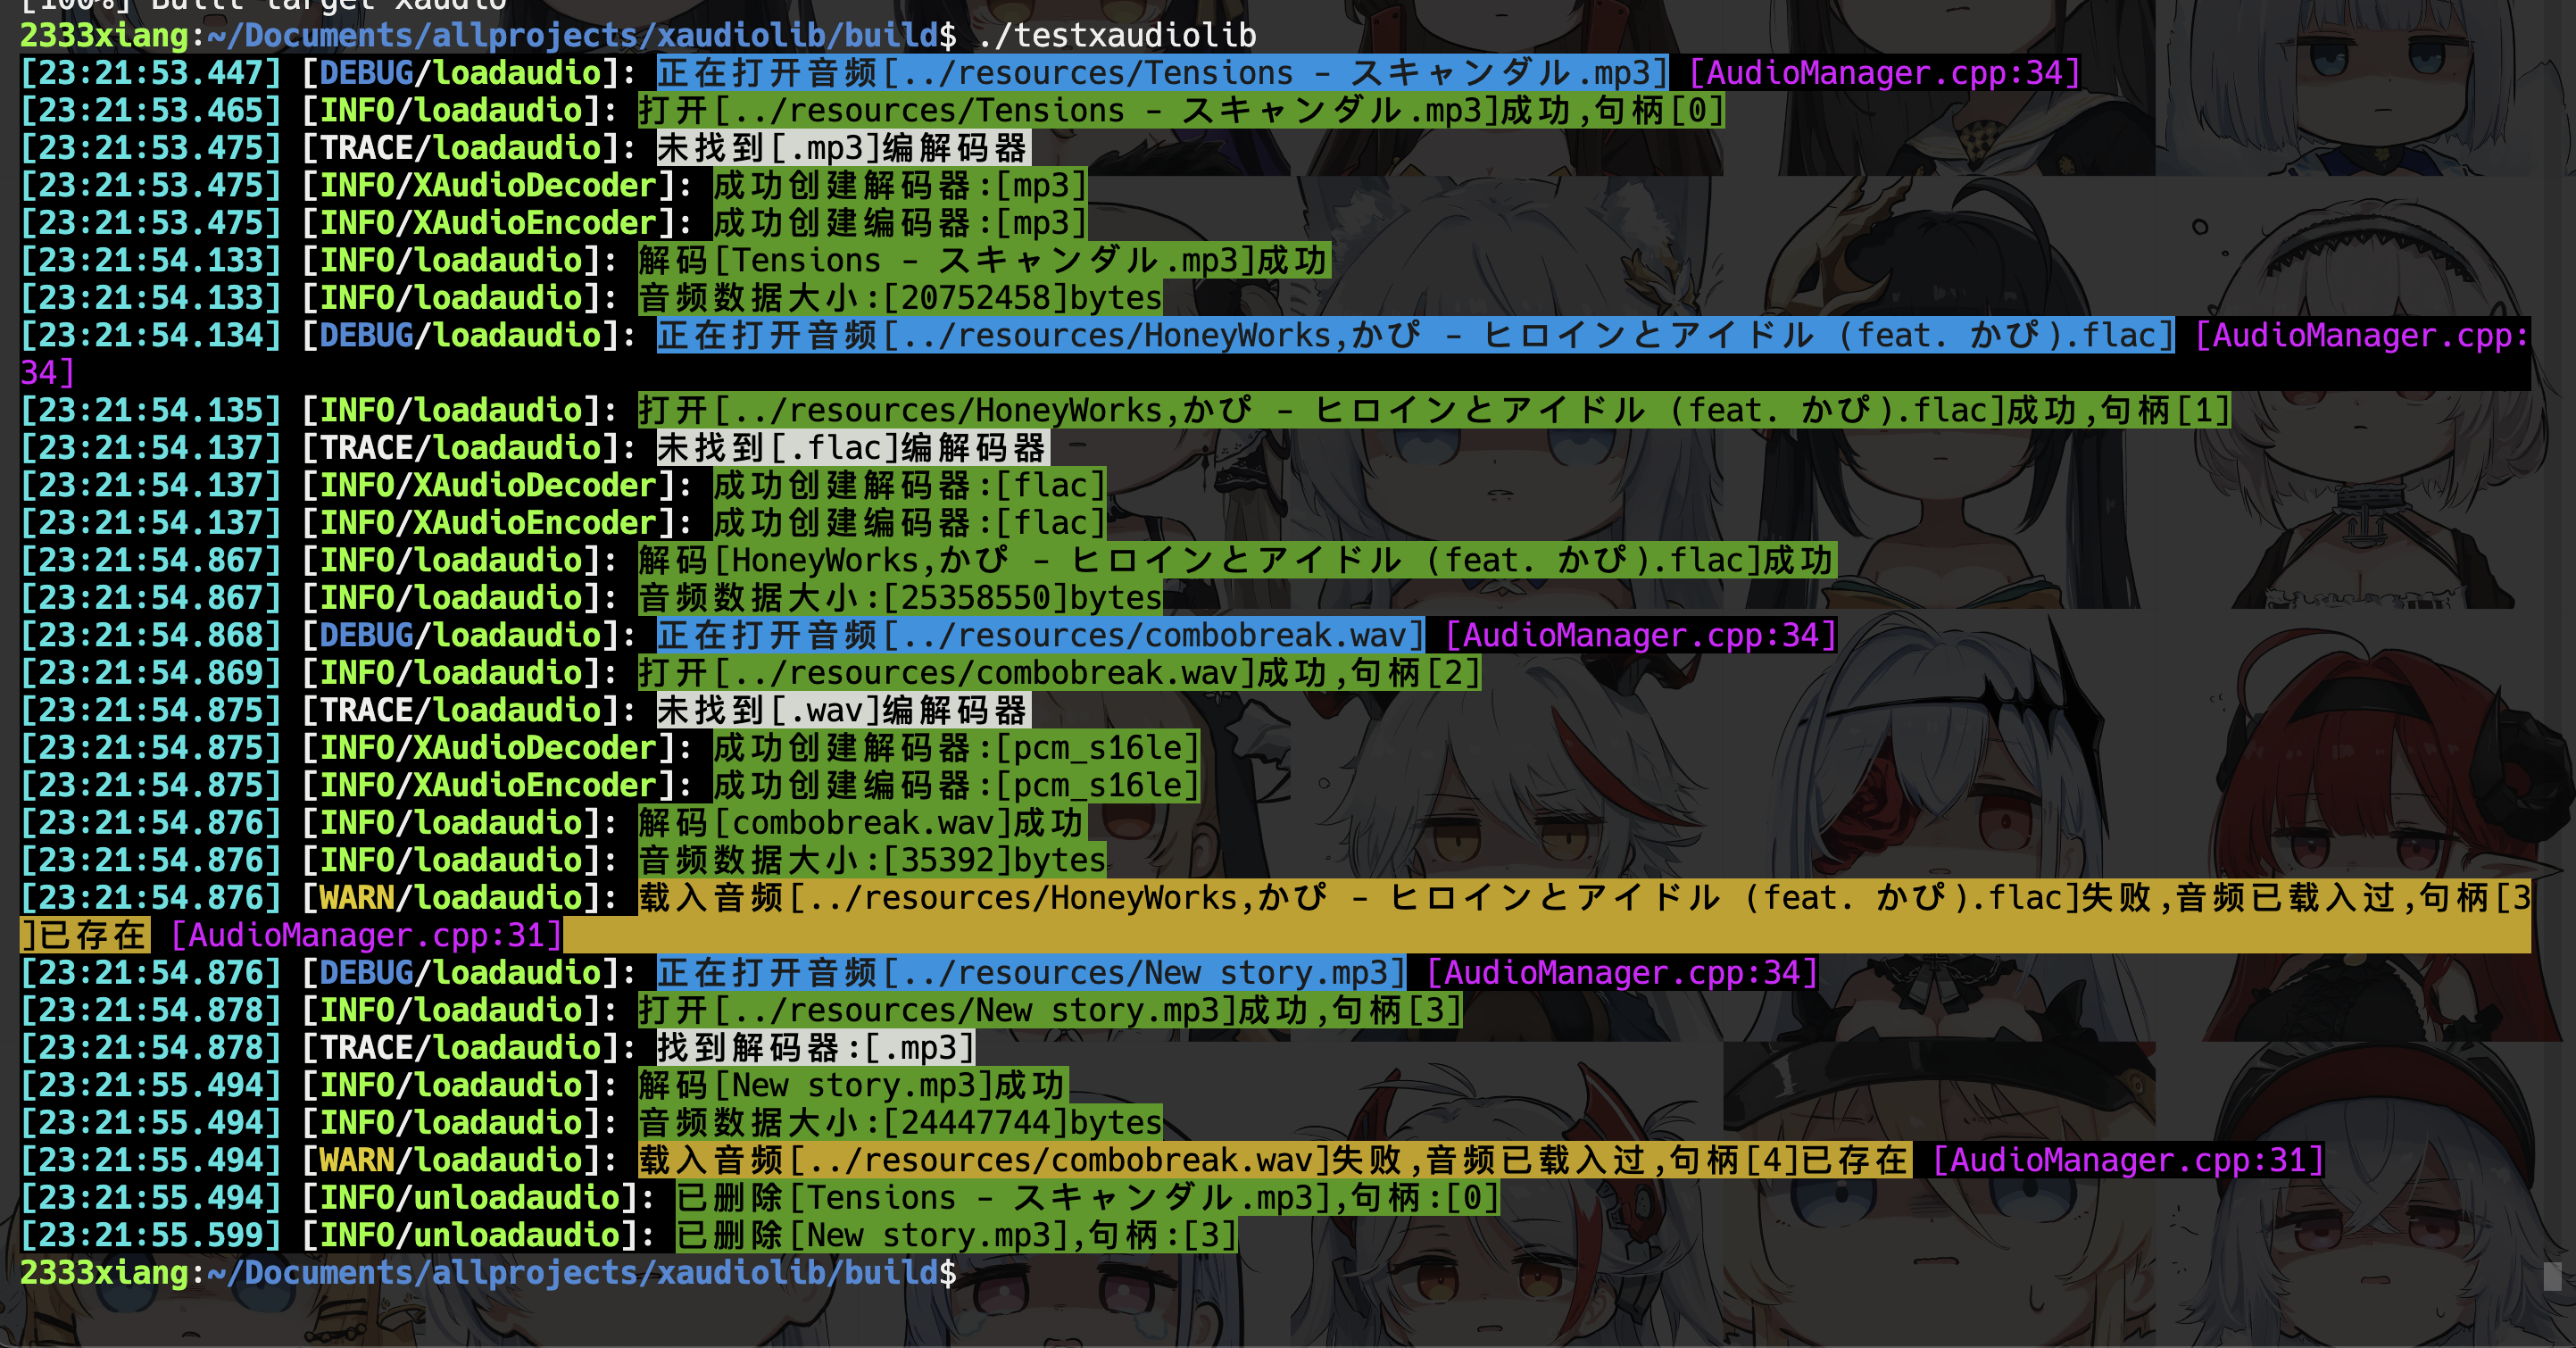 [100%] Built target xaudio
2333xiang:~/Documents/allprojects/xaudiolib/build$ ./testxaudiolib
[23:21:53.447] [DEBUG/loadaudio]: 正在打开音频[../resources/Tensions - スキャンダル.mp3] [AudioManager.cpp:34]
[23:21:53.465] [INFO/loadaudio]: 打开[../resources/Tensions - スキャンダル.mp3]成功,句柄[0]
[23:21:53.475] [TRACE/loadaudio]: 未找到[.mp3]编解码器
[23:21:53.475] [INFO/XAudioDecoder]: 成功创建解码器:[mp3]
[23:21:53.475] [INFO/XAudioEncoder]: 成功创建编码器:[mp3]
[23:21:54.133] [INFO/loadaudio]: 解码[Tensions - スキャンダル.mp3]成功
[23:21:54.133] [INFO/loadaudio]: 音频数据大小:[20752458]bytes
[23:21:54.134] [DEBUG/loadaudio]: 正在打开音频[../resources/HoneyWorks,かぴ - ヒロインとアイドル (feat. かぴ).flac] [AudioManager.cpp:
34]
[23:21:54.135] [INFO/loadaudio]: 打开[../resources/HoneyWorks,かぴ - ヒロインとアイドル (feat. かぴ).flac]成功,句柄[1]
[23:21:54.137] [TRACE/loadaudio]: 未找到[.flac]编解码器
[23:21:54.137] [INFO/XAudioDecoder]: 成功创建解码器:[flac]
[23:21:54.137] [INFO/XAudioEncoder]: 成功创建编码器:[flac]
[23:21:54.867] [INFO/loadaudio]: 解码[HoneyWorks,かぴ - ヒロインとアイドル (feat. かぴ).flac]成功
[23:21:54.867] [INFO/loadaudio]: 音频数据大小:[25358550]bytes
[23:21:54.868] [DEBUG/loadaudio]: 正在打开音频[../resources/combobreak.wav] [AudioManager.cpp:34]
[23:21:54.869] [INFO/loadaudio]: 打开[../resources/combobreak.wav]成功,句柄[2]
[23:21:54.875] [TRACE/loadaudio]: 未找到[.wav]编解码器
[23:21:54.875] [INFO/XAudioDecoder]: 成功创建解码器:[pcm_s16le]
[23:21:54.875] [INFO/XAudioEncoder]: 成功创建编码器:[pcm_s16le]
[23:21:54.876] [INFO/loadaudio]: 解码[combobreak.wav]成功
[23:21:54.876] [INFO/loadaudio]: 音频数据大小:[35392]bytes
[23:21:54.876] [WARN/loadaudio]: 载入音频[../resources/HoneyWorks,かぴ - ヒロインとアイドル (feat. かぴ).flac]失败,音频已载入过,句柄[3
]已存在 [AudioManager.cpp:31]
[23:21:54.876] [DEBUG/loadaudio]: 正在打开音频[../resources/New story.mp3] [AudioManager.cpp:34]
[23:21:54.878] [INFO/loadaudio]: 打开[../resources/New story.mp3]成功,句柄[3]
[23:21:54.878] [TRACE/loadaudio]: 找到解码器:[.mp3]
[23:21:55.494] [INFO/loadaudio]: 解码[New story.mp3]成功
[23:21:55.494] [INFO/loadaudio]: 音频数据大小:[24447744]bytes
[23:21:55.494] [WARN/loadaudio]: 载入音频[../resources/combobreak.wav]失败,音频已载入过,句柄[4]已存在 [AudioManager.cpp:31]
[23:21:55.494] [INFO/unloadaudio]: 已删除[Tensions - スキャンダル.mp3],句柄:[0]
[23:21:55.599] [INFO/unloadaudio]: 已删除[New story.mp3],句柄:[3]
2333xiang:~/Documents/allprojects/xaudiolib/build$